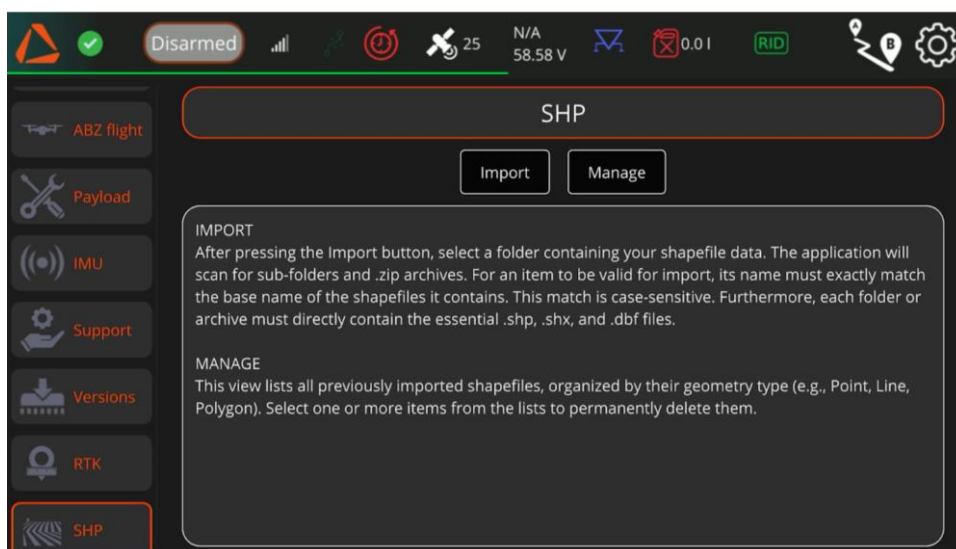 Disarmed
25
N/A
58.58 V
0.0 l
RID
A
B
ABZ flight
Payload
IMU
Support
Versions
RTK
SHP
SHP
Import
Manage
IMPORT
After pressing the Import button, select a folder containing your shapefile data. The application will
scan for sub-folders and .zip archives. For an item to be valid for import, its name must exactly match
the base name of the shapefiles it contains. This match is case-sensitive. Furthermore, each folder or
archive must directly contain the essential .shp, .shx, and .dbf files.
MANAGE
This view lists all previously imported shapefiles, organized by their geometry type (e.g., Point, Line,
Polygon). Select one or more items from the lists to permanently delete them.